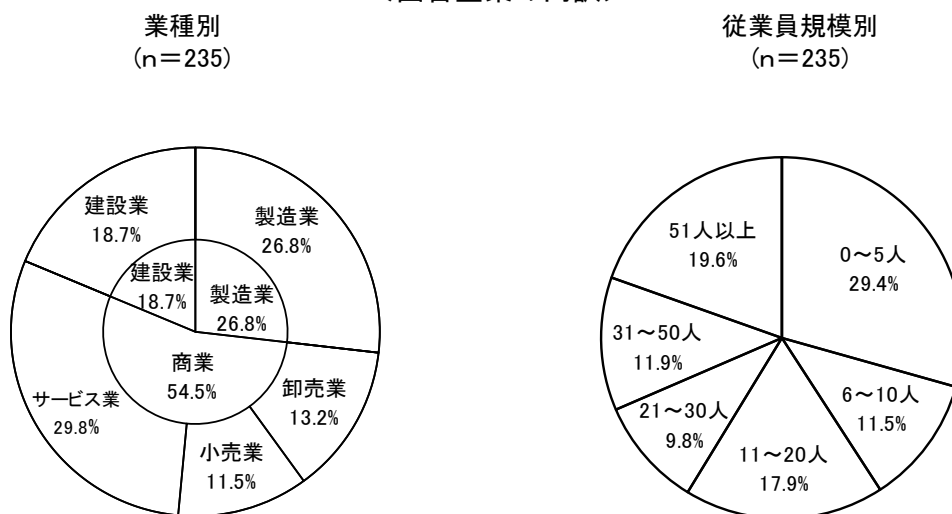 業種別
(n=235)
建設業
18.7%
製造業
26.8%
建設業
18.7%
製造業
26.8%
商業
54.5%
サービス業
29.8%
卸売業
13.2%
小売業
11.5%
従業員規模別
(n=235)
51人以上
19.6%
0～5人
29.4%
31～50人
11.9%
6～10人
11.5%
21～30人
9.8%
11～20人
17.9%